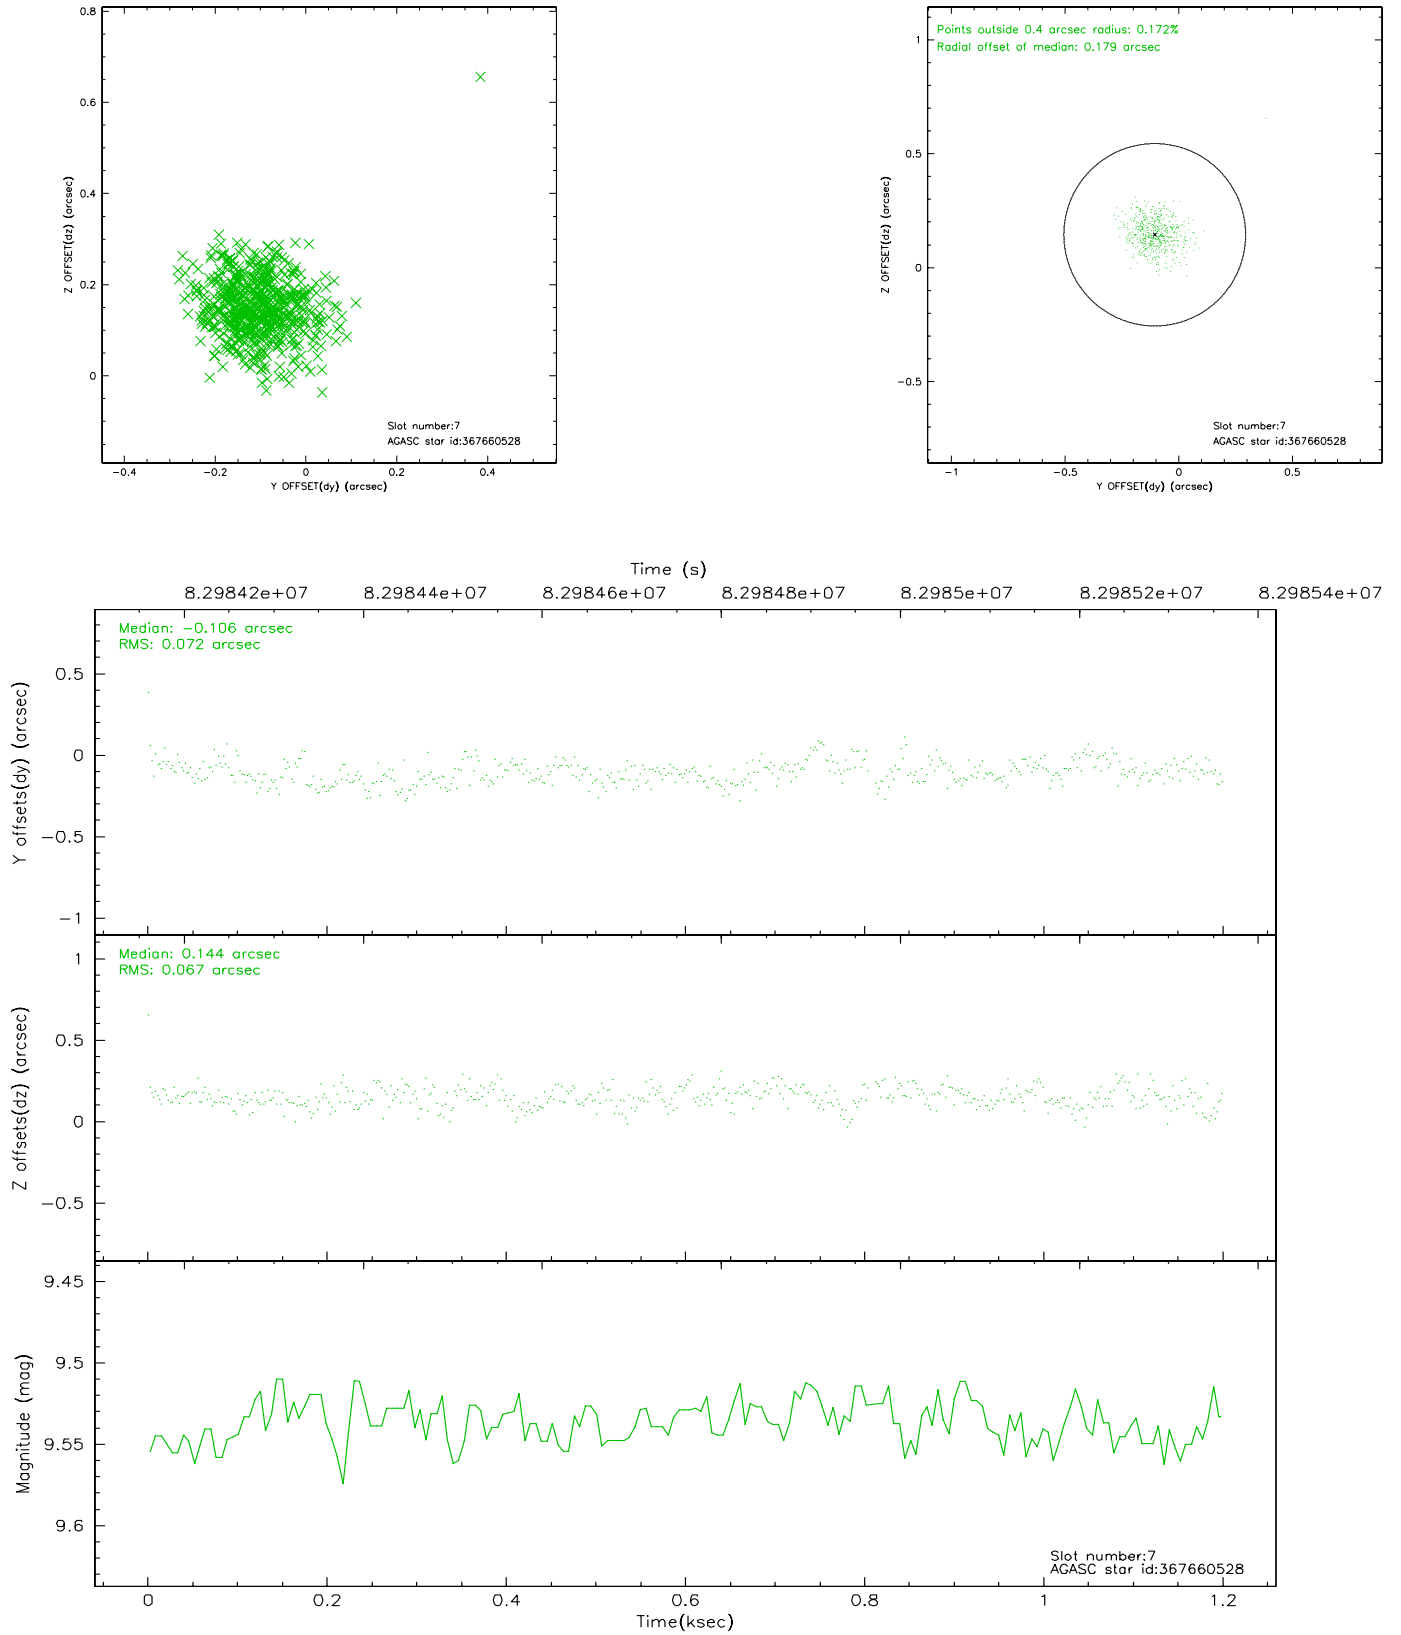 0.8
0.6
0.4
0.2
0
Z OFFSET(dz) (arcsec)
Slot number:7
AGASC star id:367660528
−0.4 −0.2 0 0.2 0.4
Y OFFSET(dy) (arcsec)
Points outside 0.4 arcsec radius: 0.172%
Radial offset of median: 0.179 arcsec
1
0.5
0
−0.5
Z OFFSET(dz) (arcsec)
Slot number:7
AGASC star id:367660528
−1 −0.5 0 0.5
Y OFFSET(dy) (arcsec)
Time (s)
8.29842e+07 8.29844e+07 8.29846e+07 8.29848e+07 8.2985e+07 8.29852e+07 8.29854e+07
Median: −0.106 arcsec
RMS: 0.072 arcsec
0.5
0
−0.5
−1
Y offsets(dy) (arcsec)
Median: 0.144 arcsec
RMS: 0.067 arcsec
1
0.5
0
−0.5
Z offsets(dz) (arcsec)
9.45
9.5
9.55
9.6
Magnitude (mag)
Slot number:7
AGASC star id:367660528
0 0.2 0.4 0.6 0.8 1 1.2
Time(ksec)